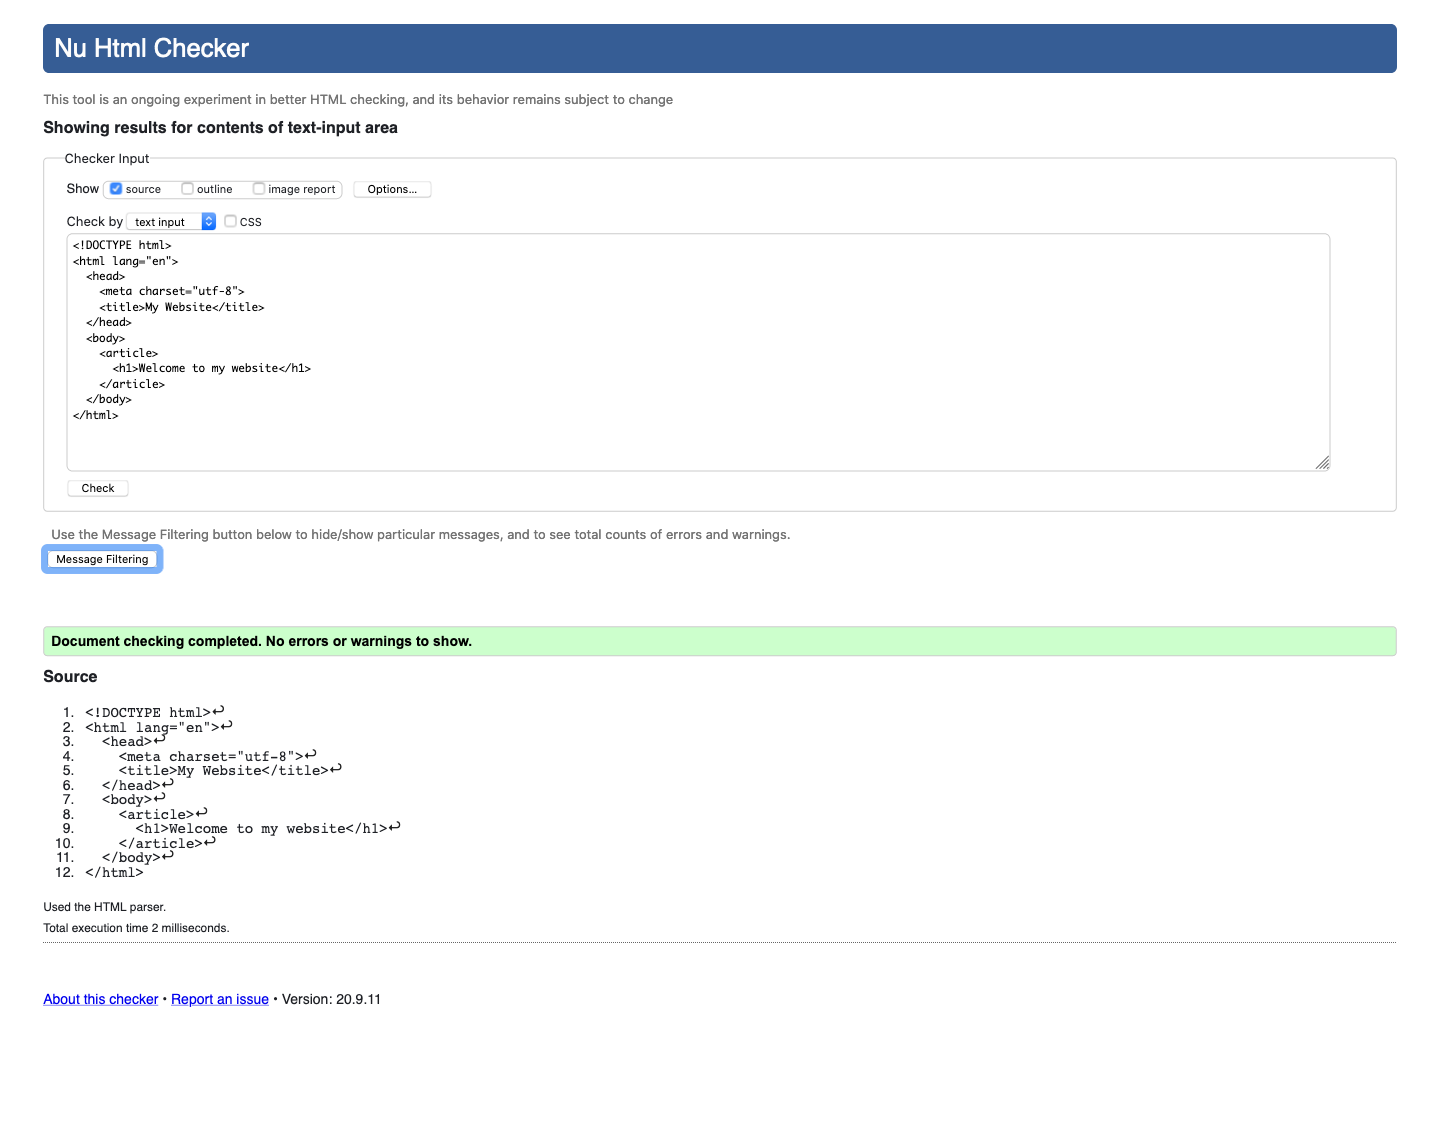 Nu Html Checker
This tool is an ongoing experiment in better HTML checking, and its behavior remains subject to change
Showing results for contents of text-input area
Checker Input
Show source outline image report Options...
Check by text input CSS
<!DOCTYPE html>
<html lang="en">
  <head>
    <meta charset="utf-8">
    <title>My Website</title>
  </head>
  <body>
    <article>
      <h1>Welcome to my website</h1>
    </article>
  </body>
</html>
Check
Use the Message Filtering button below to hide/show particular messages, and to see total counts of errors and warnings.
Message Filtering
Document checking completed. No errors or warnings to show.
Source
1. <!DOCTYPE html>↩
2. <html lang="en">↩
3.   <head>↩
4.     <meta charset="utf-8">↩
5.     <title>My Website</title>↩
6.   </head>↩
7.   <body>↩
8.     <article>↩
9.       <h1>Welcome to my website</h1>↩
10.     </article>↩
11.   </body>↩
12. </html>
Used the HTML parser.
Total execution time 2 milliseconds.
About this checker • Report an issue • Version: 20.9.11